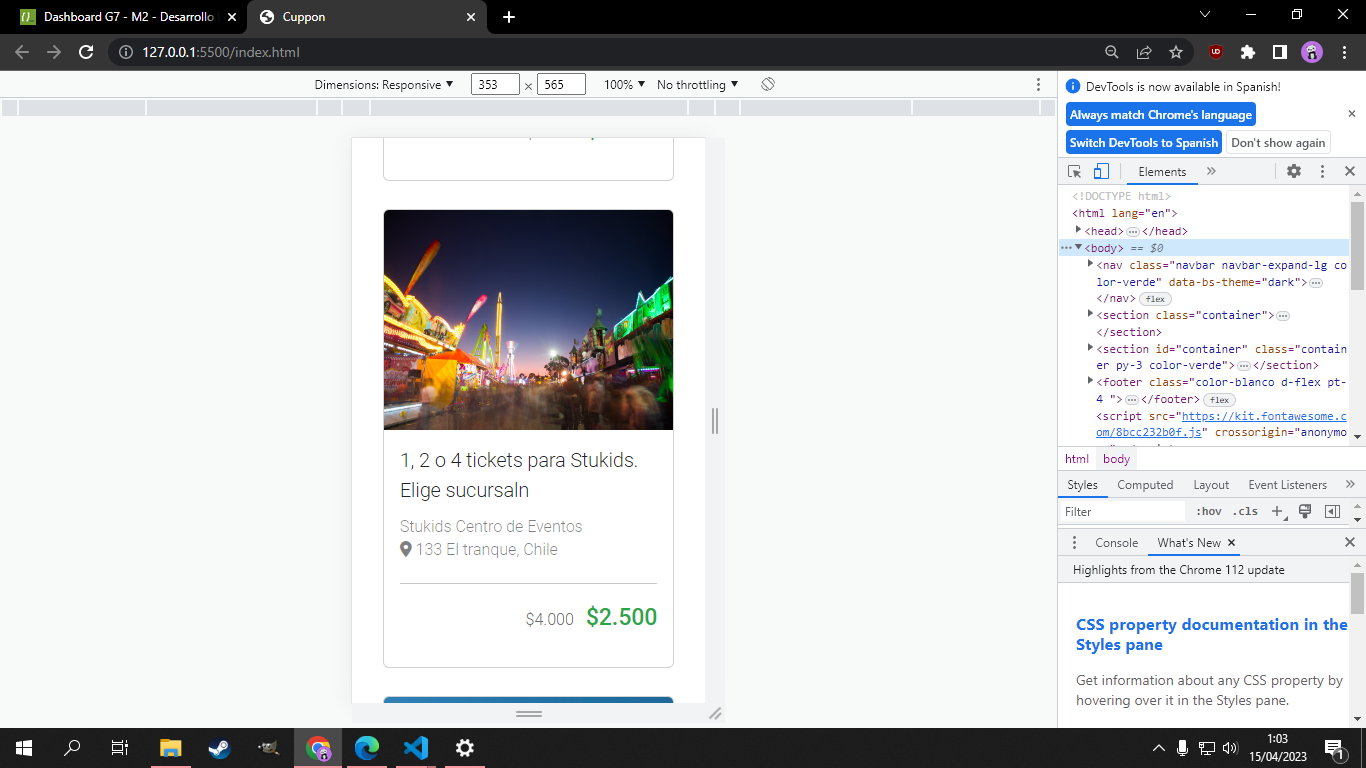 Dashboard G7 - M2 - Desarrollo
Cuppon
127.0.0.1:5500/index.html
Dimensions: Responsive
353
×
565
100%
No throttling
DevTools is now available in Spanish!
Always match Chrome's language
Switch DevTools to Spanish
Don't show again
Elements
<!DOCTYPE html>
<html lang="en">
<head>…</head>
<body> == $0
<nav class="navbar navbar-expand-lg co
lor-verde" data-bs-theme="dark">…
</nav> flex
<section class="container">…
</section>
<section id="container" class="contain
er py-3 color-verde">…</section>
<footer class="color-blanco d-flex pt-
4 ">…</footer> flex
<script src="https://kit.fontawesome.c
om/8bcc232b0f.js" crossorigin="anonymo
html
body
Styles
Computed
Layout
Event Listeners
Filter
:hov
.cls
Console
What's New
Highlights from the Chrome 112 update
CSS property documentation in the
Styles pane
Get information about any CSS property by
hovering over it in the Styles pane.
1, 2 o 4 tickets para Stukids.
Elige sucursaln
Stukids Centro de Eventos
133 El tranque, Chile
$4.000 $2.500
1:03
15/04/2023
1